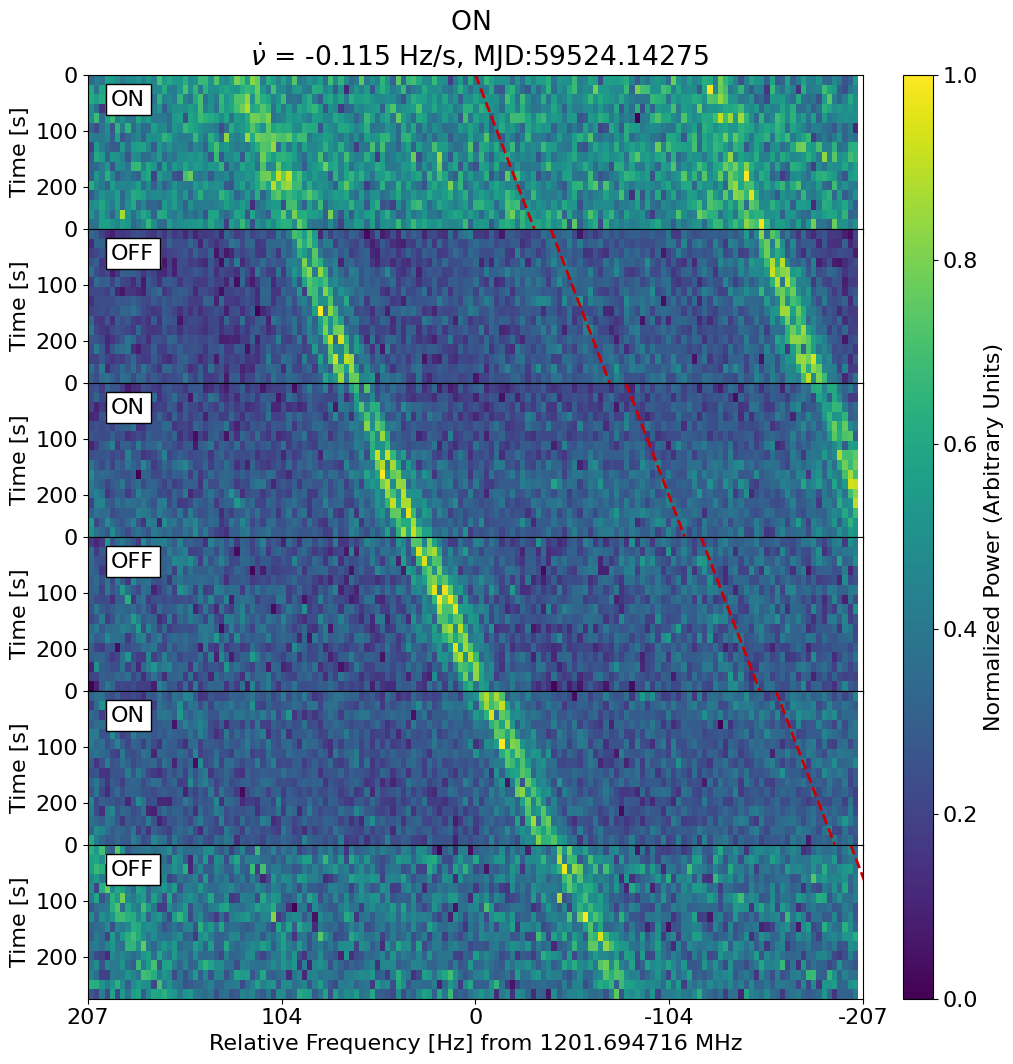 ON
ν̇ = -0.115 Hz/s, MJD:59524.14275
0
ON
100
200
Time [s]
0
OFF
100
200
Time [s]
0
ON
100
200
Time [s]
0
OFF
100
200
Time [s]
0
ON
100
200
Time [s]
0
OFF
100
200
Time [s]
207 104 0 -104 -207
Relative Frequency [Hz] from 1201.694716 MHz
1.0
0.8
0.6
0.4
0.2
0.0
Normalized Power (Arbitrary Units)